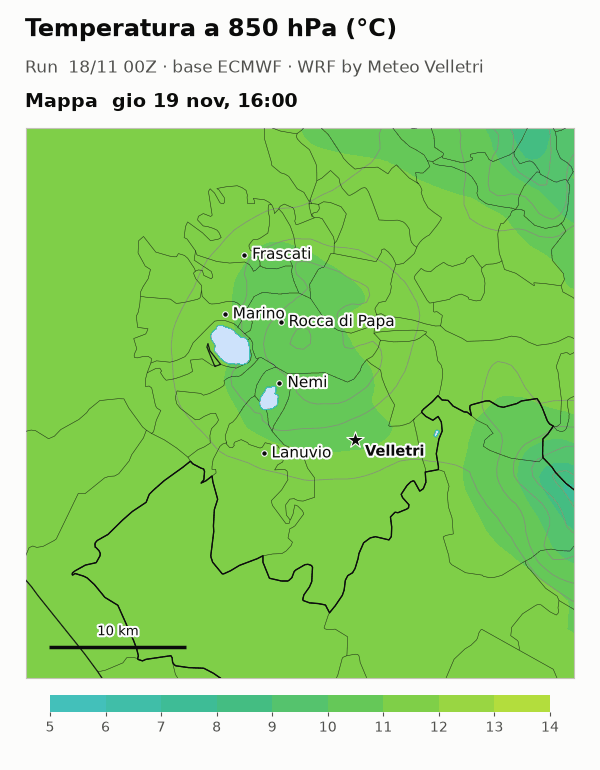 Temperatura a 850 hPa (°C)
Run  18/11 00Z · base ECMWF · WRF by Meteo Velletri
Mappa  gio 19 nov, 16:00
Frascati
Marino
Rocca di Papa
Nemi
Velletri
Lanuvio
10 km
5 6 7 8 9 10 11 12 13 14